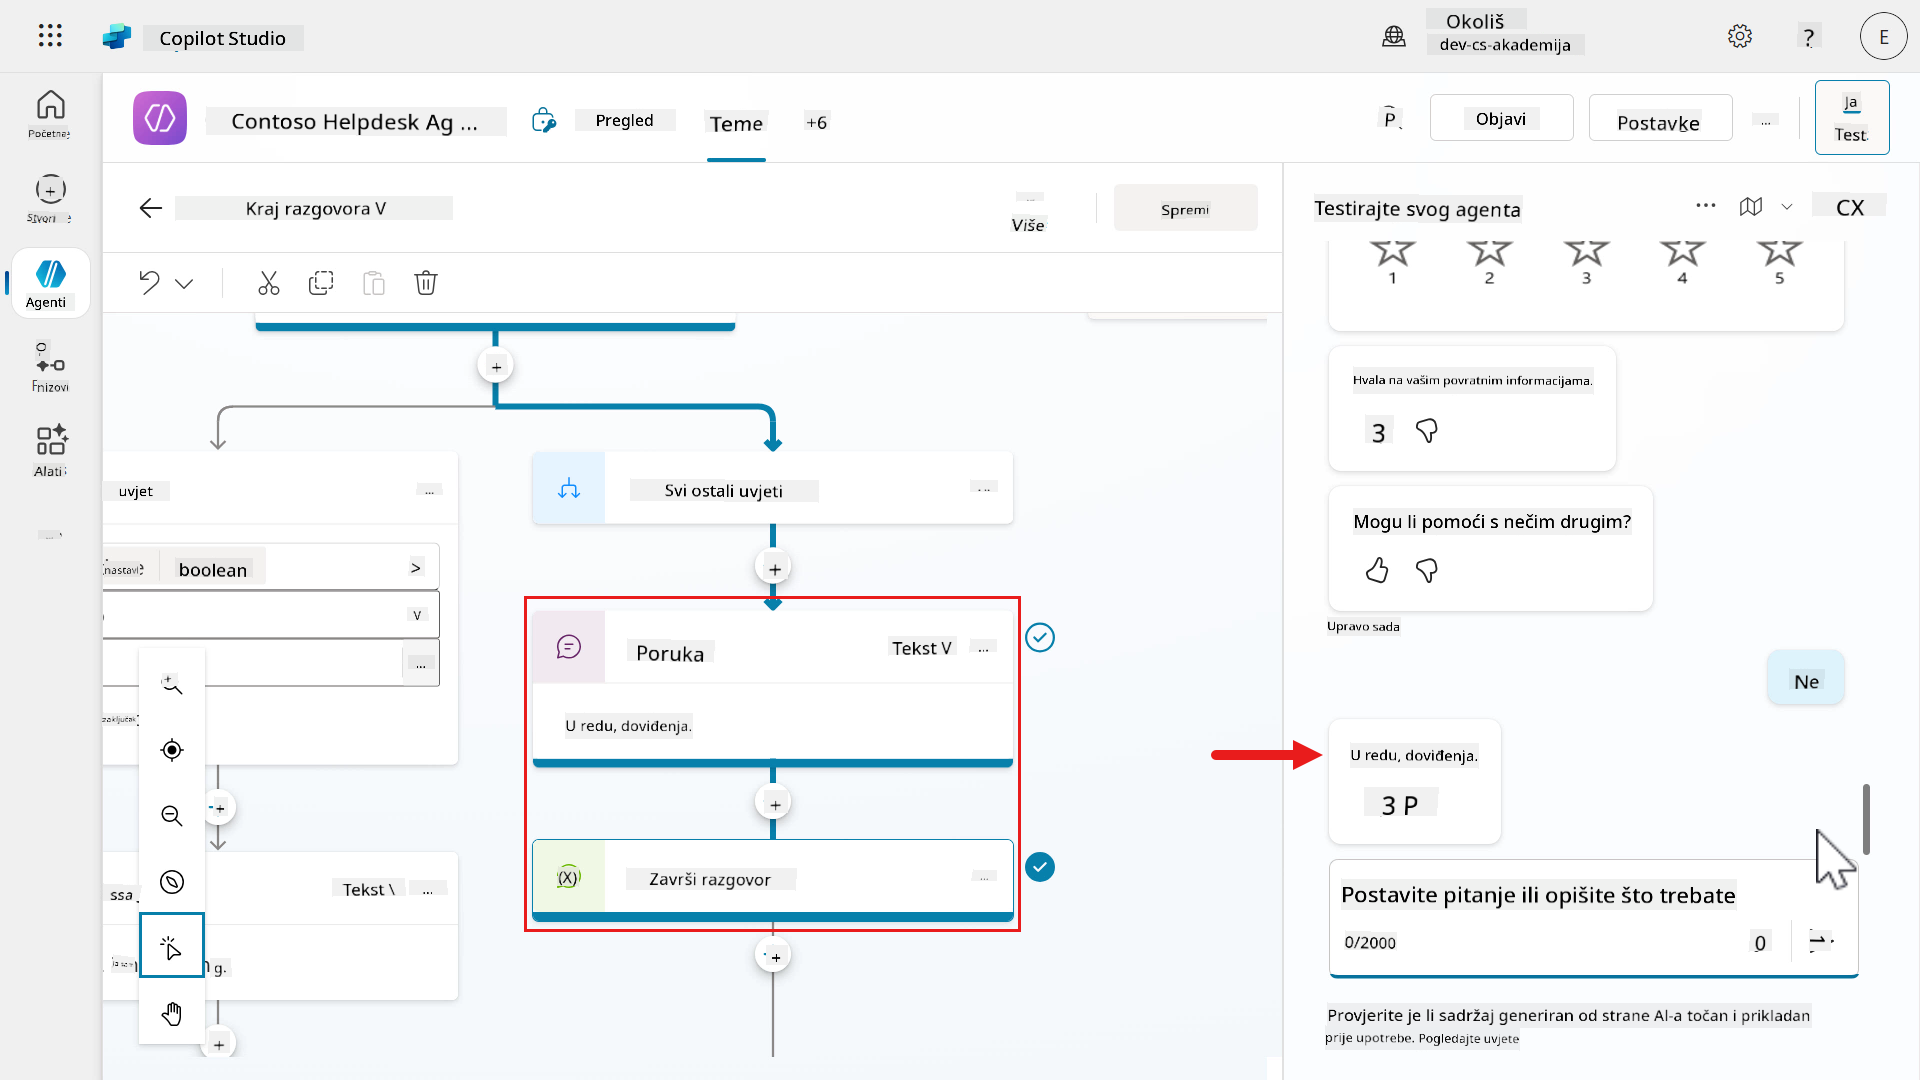 Copilot Studio
Okoliš
dev-cs-akademija
?
E
Početna
Stvori
Agenti
Alati
Contoso Helpdesk Ag ...
Pregled
Teme
+6
P
Objavi
Postavke
...
Ja
Test
Kraj razgovora V
...
Više
Spremi
uvjet
...
nastavi
boolean
>
V
...
zaključak
ssa
Tekst \
...
g.
Svi ostali uvjeti
...
Poruka
Tekst V
...
U redu, doviđenja.
(X)
Završi razgovor
...
Testirajte svog agenta
...
CX
1
2
3
4
5
Hvala na vašim povratnim informacijama.
3
Mogu li pomoći s nečim drugim?
Upravo sada
Ne
U redu, doviđenja.
3 P
Postavite pitanje ili opišite što trebate
0/2000
0
Provjerite je li sadržaj generiran od strane AI-a točan i prikladan
prije upotrebe. Pogledajte uvjete